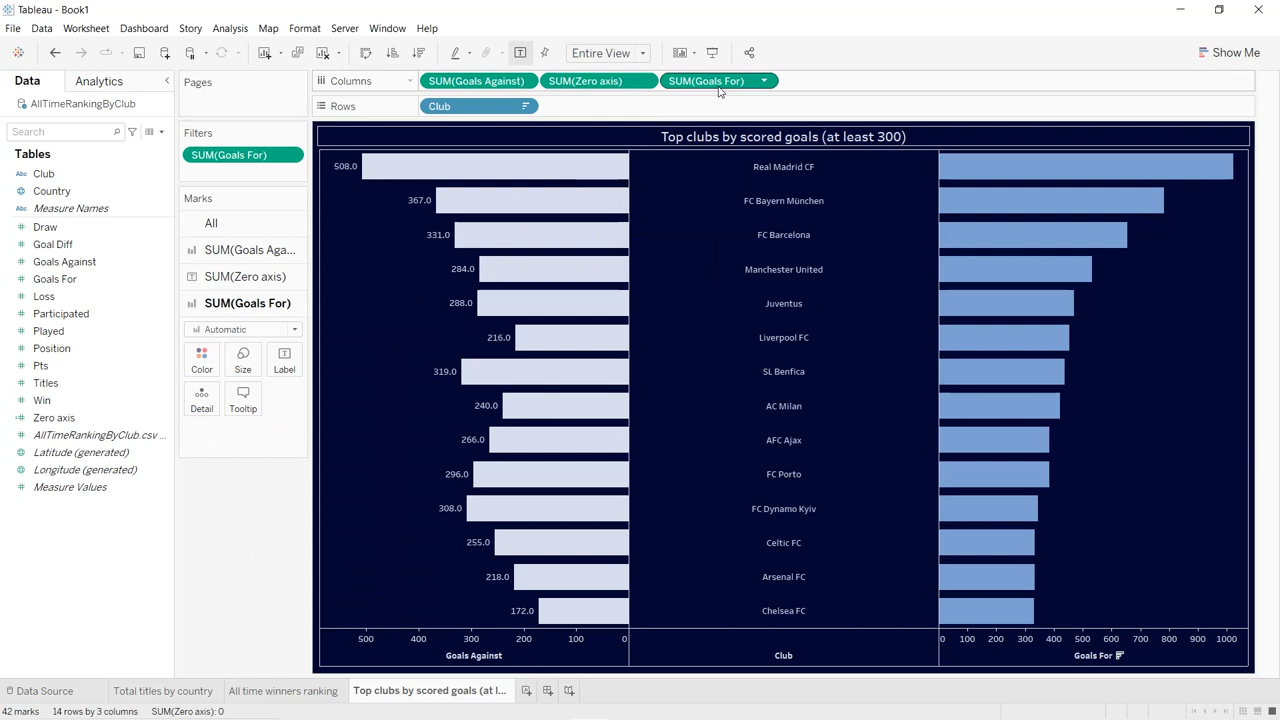 Tableau - Book1
File Data Worksheet Dashboard Story Analysis Map Format Server Window Help
Entire View
Show Me
Data Analytics
AllTimeRankingByClub
Search
Tables
Club
Country
Measure Names
Draw
Goal Diff
Goals Against
Goals For
Loss
Participated
Played
Position
Pts
Titles
Win
Zero axis
AllTimeRankingByClub.csv ...
Latitude (generated)
Longitude (generated)
Measure Values
Pages
Filters
SUM(Goals For)
Marks
All
SUM(Goals Aga...
SUM(Zero axis)
SUM(Goals For)
Automatic
Color Size Label
Detail Tooltip
Columns SUM(Goals Against) SUM(Zero axis) SUM(Goals For)
Rows Club
Top clubs by scored goals (at least 300)
508.0 Real Madrid CF
367.0 FC Bayern München
331.0 FC Barcelona
284.0 Manchester United
288.0 Juventus
216.0 Liverpool FC
319.0 SL Benfica
240.0 AC Milan
266.0 AFC Ajax
296.0 FC Porto
308.0 FC Dynamo Kyiv
255.0 Celtic FC
218.0 Arsenal FC
172.0 Chelsea FC
500 400 300 200 100 0 0 100 200 300 400 500 600 700 800 900 1000
Goals Against Club Goals For
Data Source Total titles by country All time winners ranking Top clubs by scored goals (at l...
42 marks 14 rows by 3 columns SUM(Zero axis): 0